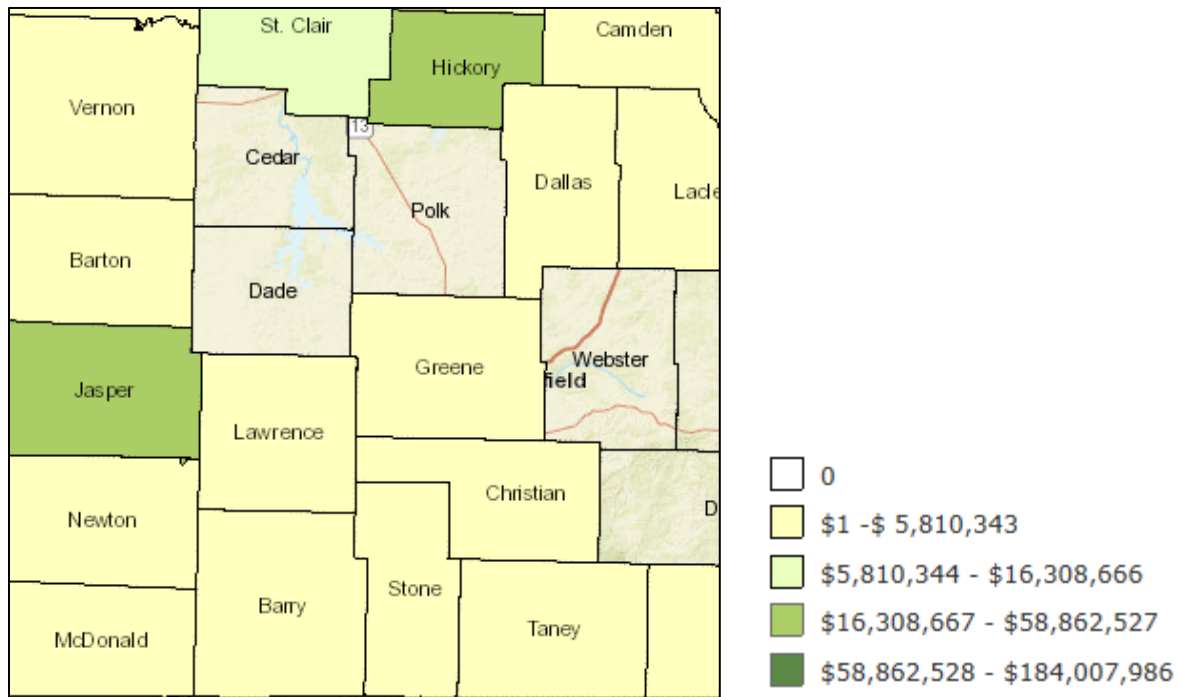 St. Clair
Camden
Hickory
Vernon
13
Cedar
Dallas
Lacle
Polk
Barton
Dade
Webster
Greene
field
Jasper
Lawrence
Christian
D
Newton
Stone
Barry
Taney
McDonald
0
$1 -$ 5,810,343
$5,810,344 - $16,308,666
$16,308,667 - $58,862,527
$58,862,528 - $184,007,986